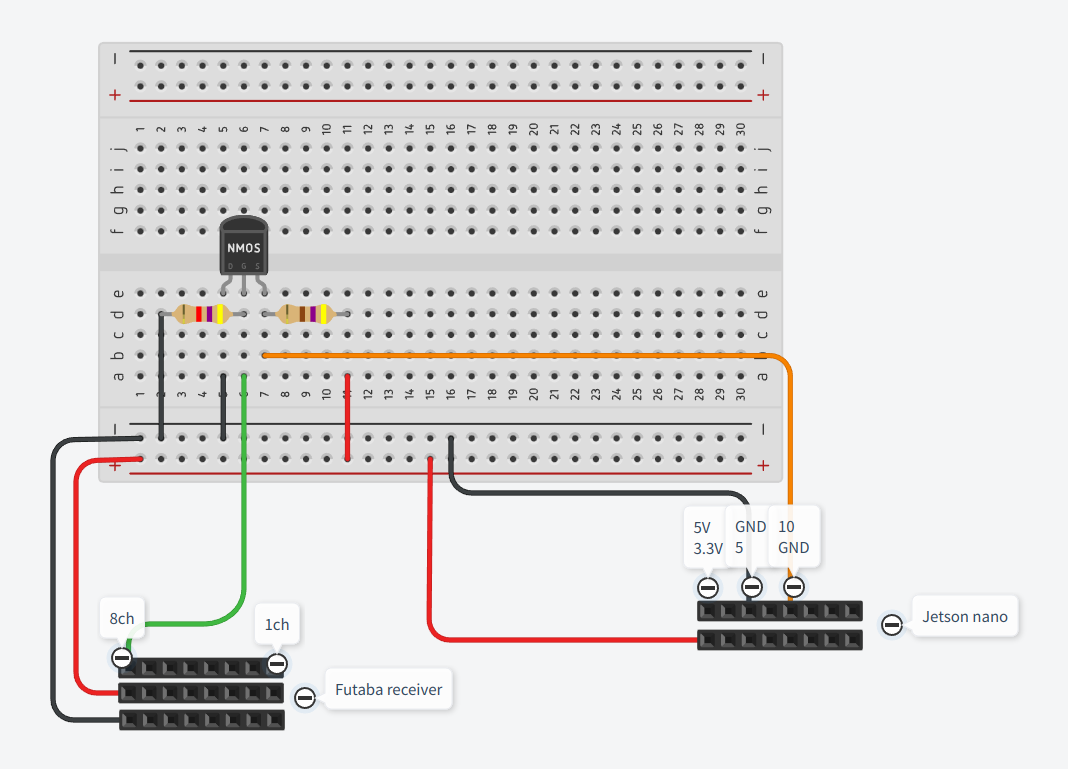 — —
+ +
1 2 3 4 5 6 7 8 9 10 11 12 13 14 15 16 17 18 19 20 21 22 23 24 25 26 27 28 29 30
j j
i i
h h
g g
f f
NMOS
D G S
e e
d d
c c
b b
a a
1 2 3 4 5 6 7 8 9 10 11 12 13 14 15 16 17 18 19 20 21 22 23 24 25 26 27 28 29 30
— —
+ +
5V GND 10
3.3V 5 GND
8ch
1ch
Jetson nano
Futaba receiver